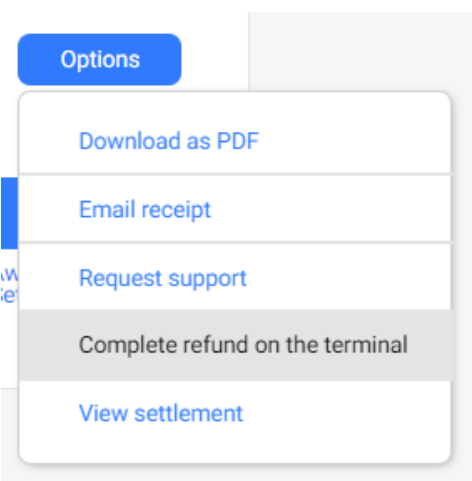 Options
Download as PDF
Email receipt
Request support
Complete refund on the terminal
View settlement